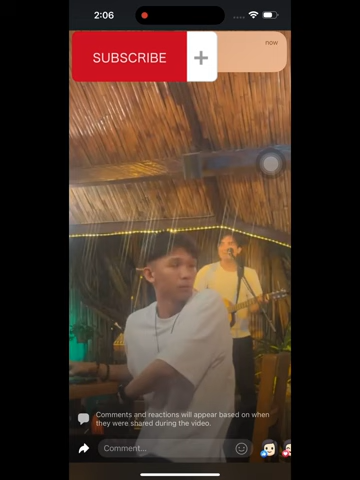 2:06
now
SUBSCRIBE
Comments and reactions will appear based on when
they were shared during the video.
Comment...